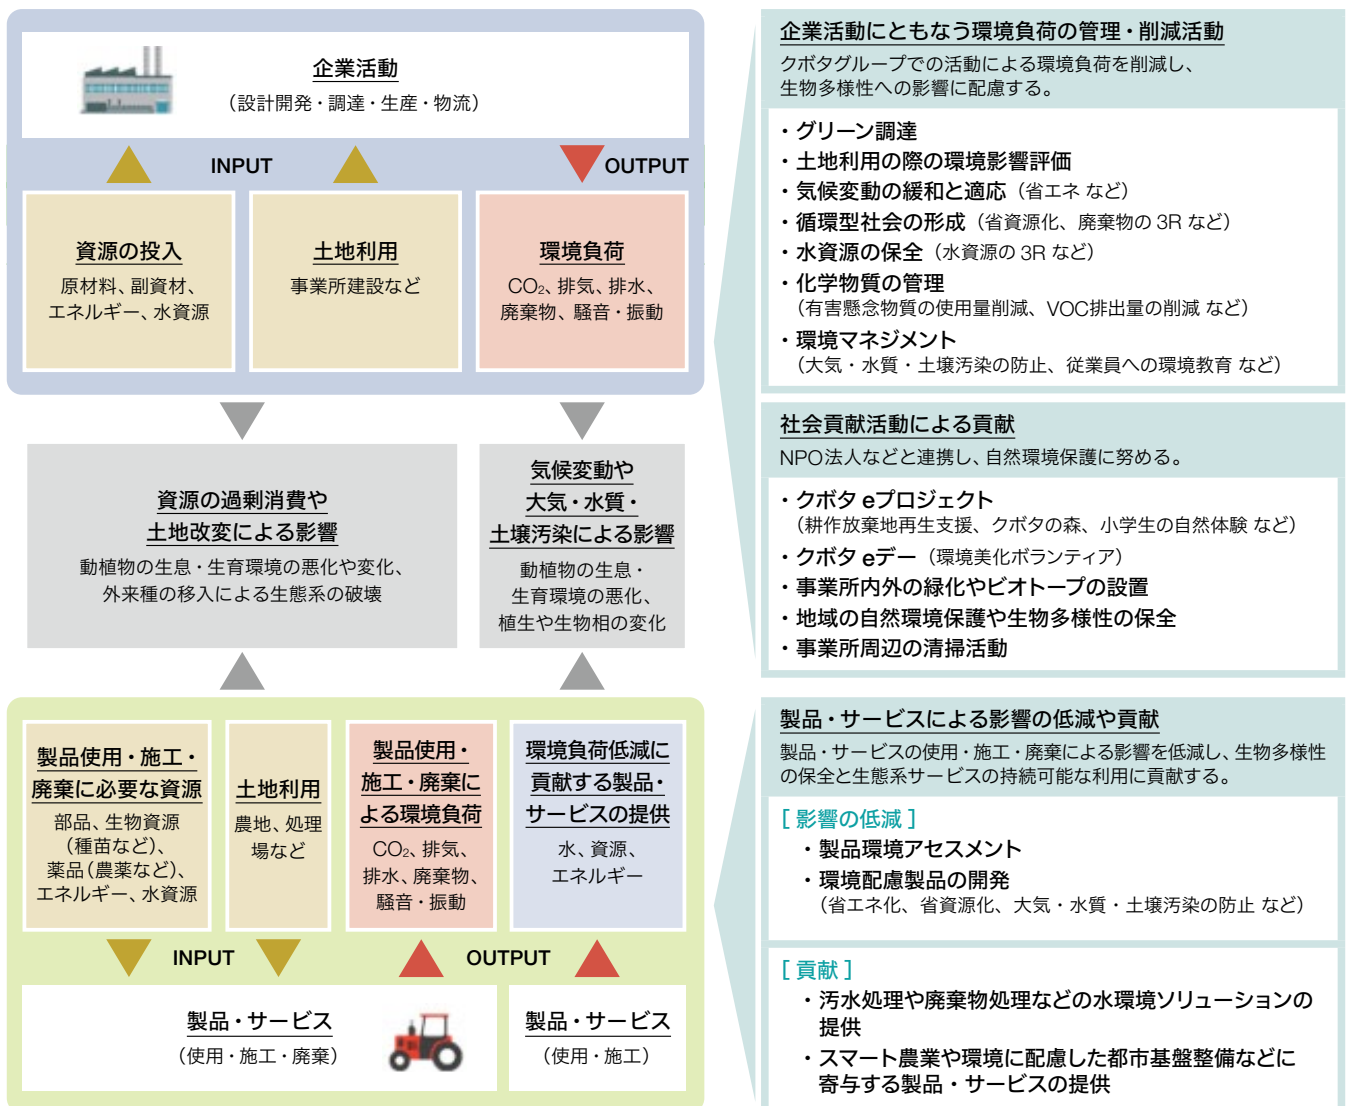 企業活動
（設計開発・調達・生産・物流）
INPUT
OUTPUT
資源の投入
原材料、副資材、
エネルギー、水資源
土地利用
事業所建設など
環境負荷
CO₂、排気、排水、
廃棄物、騒音・振動
資源の過剰消費や
土地改変による影響
動植物の生息・生育環境の悪化や変化、
外来種の移入による生態系の破壊
気候変動や
大気・水質・
土壌汚染による影響
動植物の生息・
生育環境の悪化、
植生や生物相の変化
製品使用・施工・
廃棄に必要な資源
部品、生物資源
（種苗など）、
薬品（農薬など）、
エネルギー、水資源
土地利用
農地、処理
場など
製品使用・
施工・廃棄に
よる環境負荷
CO₂、排気、
排水、廃棄物、
騒音・振動
環境負荷低減に
貢献する製品・
サービスの提供
水、資源、
エネルギー
INPUT
OUTPUT
製品・サービス
（使用・施工・廃棄）
製品・サービス
（使用・施工）
企業活動にともなう環境負荷の管理・削減活動
クボタグループでの活動による環境負荷を削減し、
生物多様性への影響に配慮する。
・グリーン調達
・土地利用の際の環境影響評価
・気候変動の緩和と適応（省エネ など）
・循環型社会の形成（省資源化、廃棄物の 3R など）
・水資源の保全（水資源の 3R など）
・化学物質の管理
（有害懸念物質の使用量削減、VOC排出量の削減 など）
・環境マネジメント
（大気・水質・土壌汚染の防止、従業員への環境教育 など）
社会貢献活動による貢献
NPO法人などと連携し、自然環境保護に努める。
・クボタ eプロジェクト
（耕作放棄地再生支援、クボタの森、小学生の自然体験 など）
・クボタ eデー（環境美化ボランティア）
・事業所内外の緑化やビオトープの設置
・地域の自然環境保護や生物多様性の保全
・事業所周辺の清掃活動
製品・サービスによる影響の低減や貢献
製品・サービスの使用・施工・廃棄による影響を低減し、生物多様性
の保全と生態系サービスの持続可能な利用に貢献する。
［ 影響の低減 ］
・製品環境アセスメント
・環境配慮製品の開発
（省エネ化、省資源化、大気・水質・土壌汚染の防止 など）
［ 貢献 ］
・汚水処理や廃棄物処理などの水環境ソリューションの
提供
・スマート農業や環境に配慮した都市基盤整備などに
寄与する製品・サービスの提供